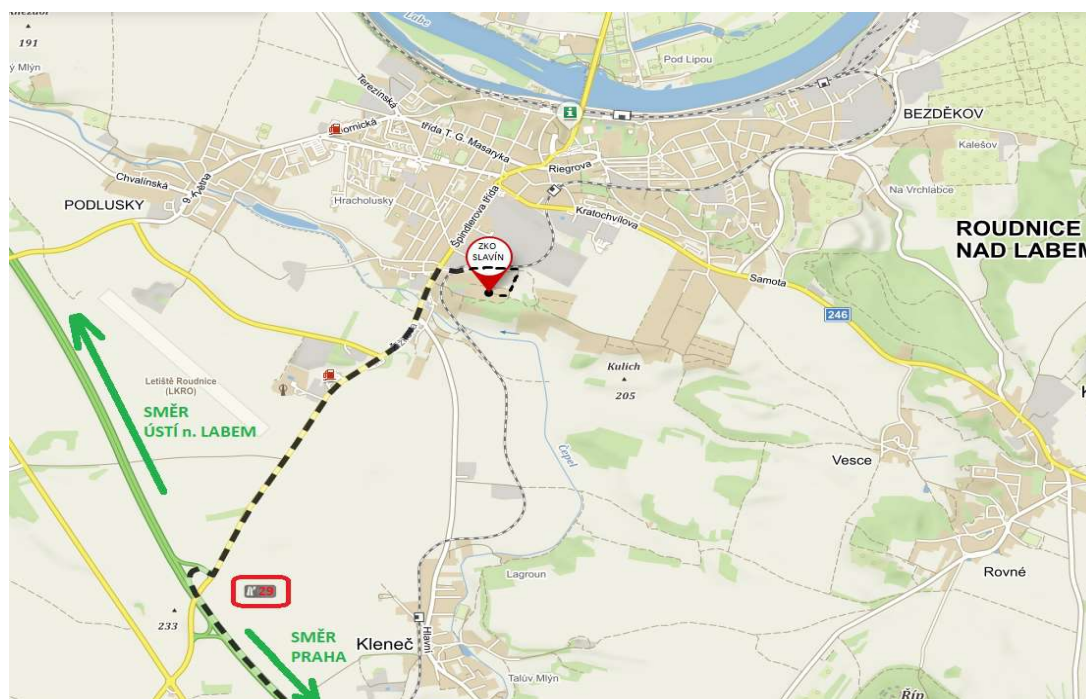 191
ý Mlýn
Labe
Pod Lipou
Terezínská
třída T. G. Masaryka
Riegrova
BEZDĚKOV
Kalešov
Chvalínská
9. května
Hracholusky
Špindlerova třída
Kratochvílova
Na Vrchlabce
PODLUSKY
ZKO
SLAVÍN
ROUDNICE
NAD LABEM
Samota
246
Letiště Roudnice
(LKRO)
Kulich
205
SMĚR
ÚSTÍ n. LABEM
Čepel
Vesce
Lagroun
Rovné
29
233
SMĚR
PRAHA
Kleneč
Hlavní
Talův Mlýn
Říp